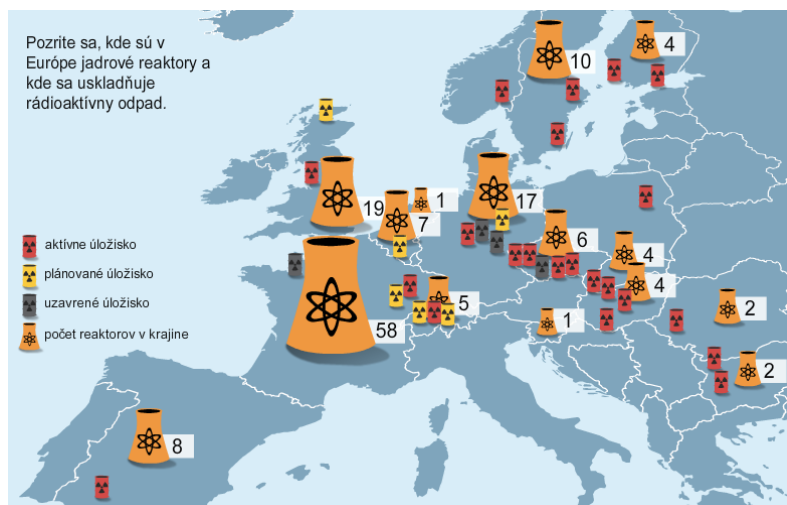 Pozrite sa, kde sú v
Európe jadrové reaktory a
kde sa uskladňuje
rádioaktívny odpad.
4
10
19
1
7
17
6
4
4
5
58
1
2
2
8
aktívne úložisko
plánované úložisko
uzavrené úložisko
počet reaktorov v krajine